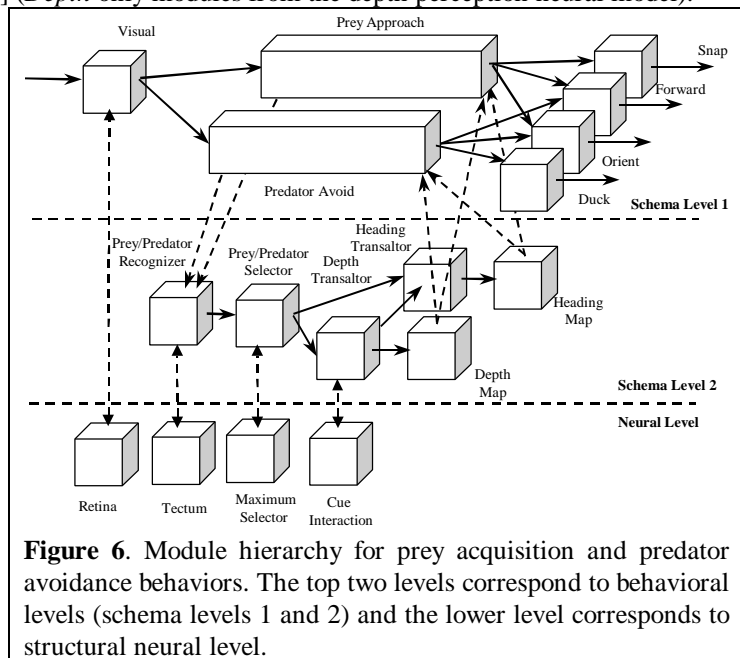 ] (Depth only modules from the depth perception neural model).
Prey Approach
Visual
Snap
Forward
Orient
Predator Avoid
Duck
Schema Level 1
Heading
Transaltor
Prey/Predator
Recognizer
Prey/Predator
Selector
Depth
Transaltor
Heading
Map
Depth
Map
Schema Level 2
Neural Level
Retina
Tectum
Maximum
Selector
Cue
Interaction
Figure 6. Module hierarchy for prey acquisition and predator
avoidance behaviors. The top two levels correspond to behavioral
levels (schema levels 1 and 2) and the lower level corresponds to
structural neural level.